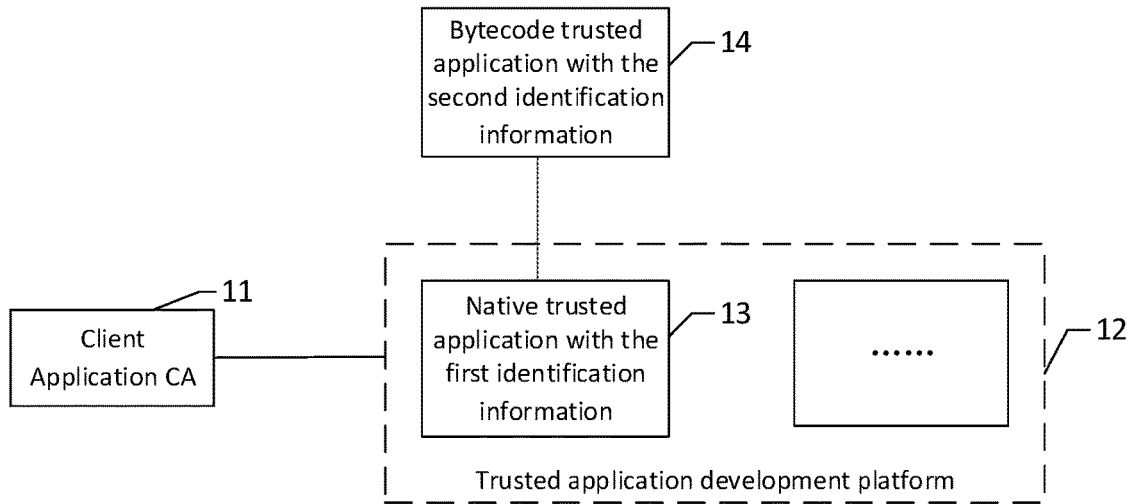 Bytecode trusted
application with the
second identification
information
14
11
Client
Application CA
Native trusted
application with the
first identification
information
13
......
12
Trusted application development platform